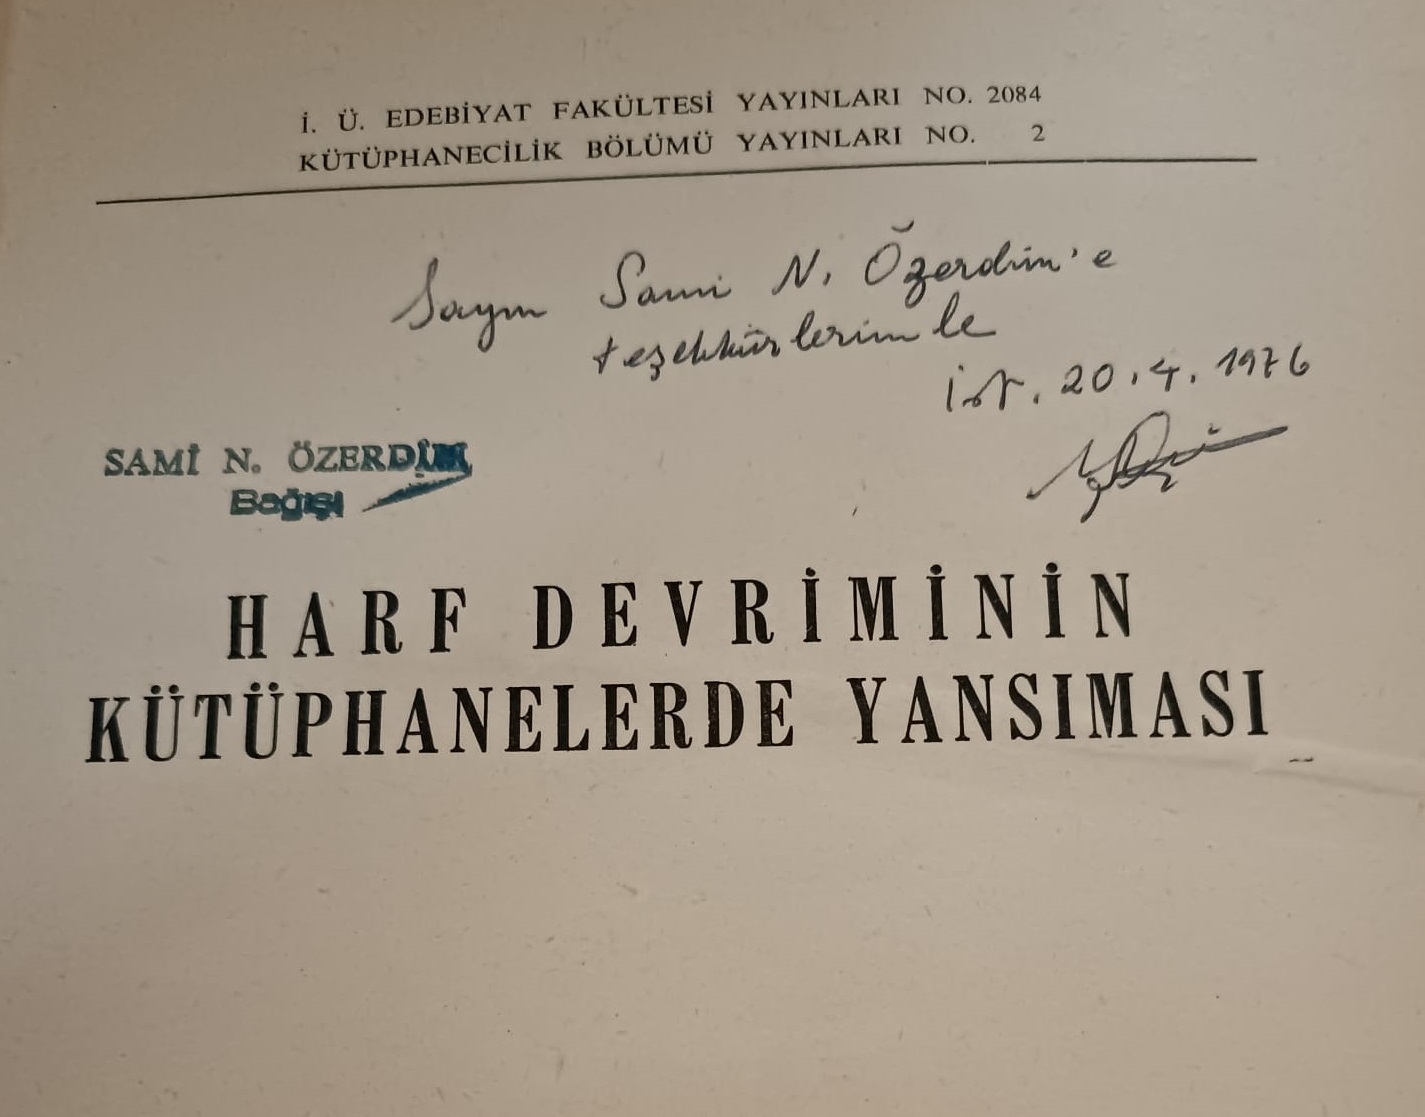 İ. Ü. EDEBİYAT FAKÜLTESİ YAYINLARI NO. 2084
KÜTÜPHANECİLİK BÖLÜMÜ YAYINLARI NO. 2
Sayın Sami N. Özerdim'e
teşekkürlerimle
İst. 20.4.1976
SAMİ N. ÖZERDİM
Bağışı
HARF DEVRİMİNİN
KÜTÜPHANELERDE YANSIMASI